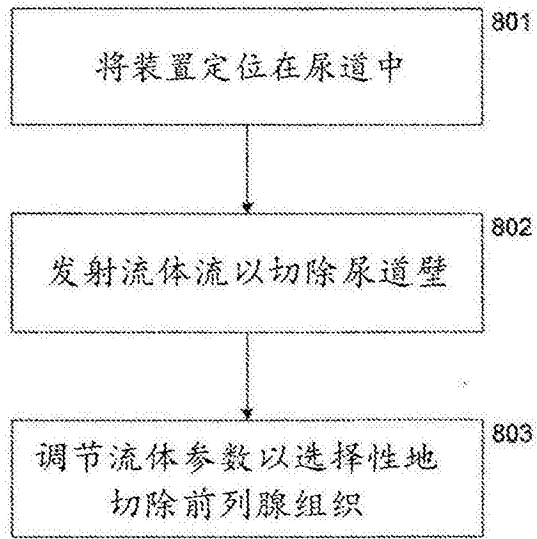 801
将装置定位在尿道中
802
发射流体流以切除尿道壁
803
调节流体参数以选择性地
切除前列腺组织